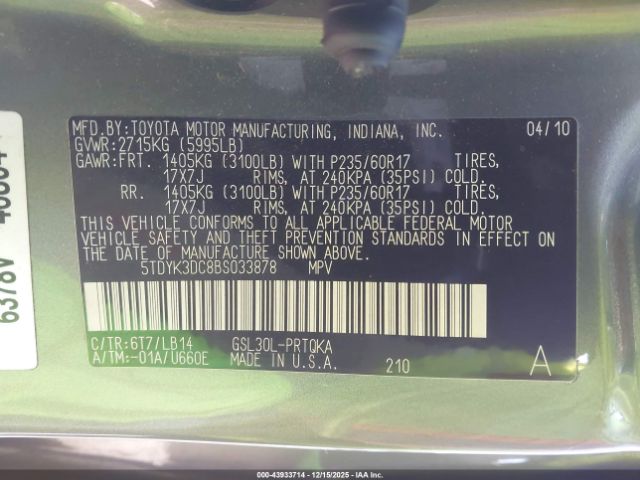 MFD.BY: TOYOTA MOTOR MANUFACTURING, INDIANA, INC. 04/10
GVWR: 2715KG (5995LB)
GAWR: FRT. 1405KG (3100LB) WITH P235/60R17 TIRES,
17X7J RIMS, AT 240KPA (35PSI) COLD.
RR. 1405KG (3100LB) WITH P235/60R17 TIRES,
17X7J RIMS, AT 240KPA (35PSI) COLD.
THIS VEHICLE CONFORMS TO ALL APPLICABLE FEDERAL MOTOR
VEHICLE SAFETY AND THEFT PREVENTION STANDARDS IN EFFECT ON
THE DATE OF MANUFACTURE SHOWN ABOVE.
5TDYK3DC8BS033878 MPV
C/TR: 6T7/LB14 GSL30L-PRTQKA
A/TM: -01A/U660E MADE IN U.S.A. 210 A
6378V
000-43933714 - 12/15/2025 - IAA Inc.